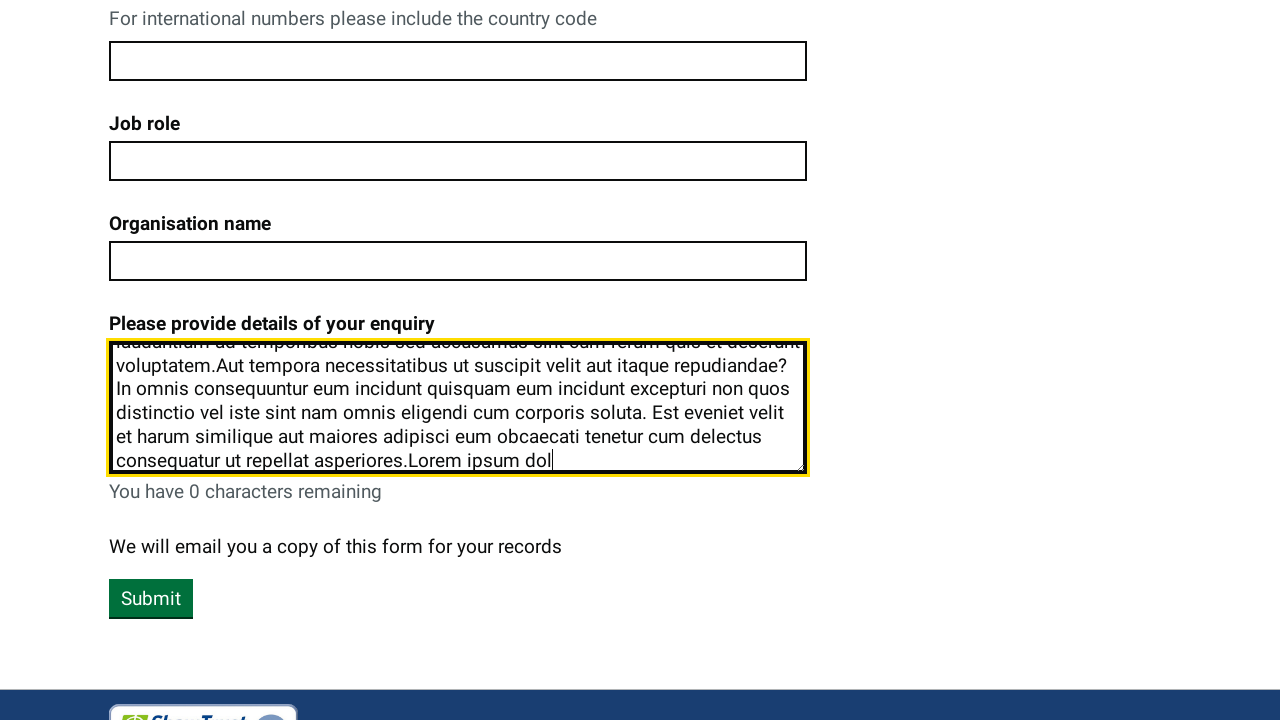 For international numbers please include the country code
Job role
Organisation name
Please provide details of your enquiry
voluptatem.Aut tempora necessitatibus ut suscipit velit aut itaque repudiandae?
In omnis consequuntur eum incidunt quisquam eum incidunt excepturi non quos
distinctio vel iste sint nam omnis eligendi cum corporis soluta. Est eveniet velit
et harum similique aut maiores adipisci eum obcaecati tenetur cum delectus
consequatur ut repellat asperiores.Lorem ipsum dol
You have 0 characters remaining
We will email you a copy of this form for your records
Submit